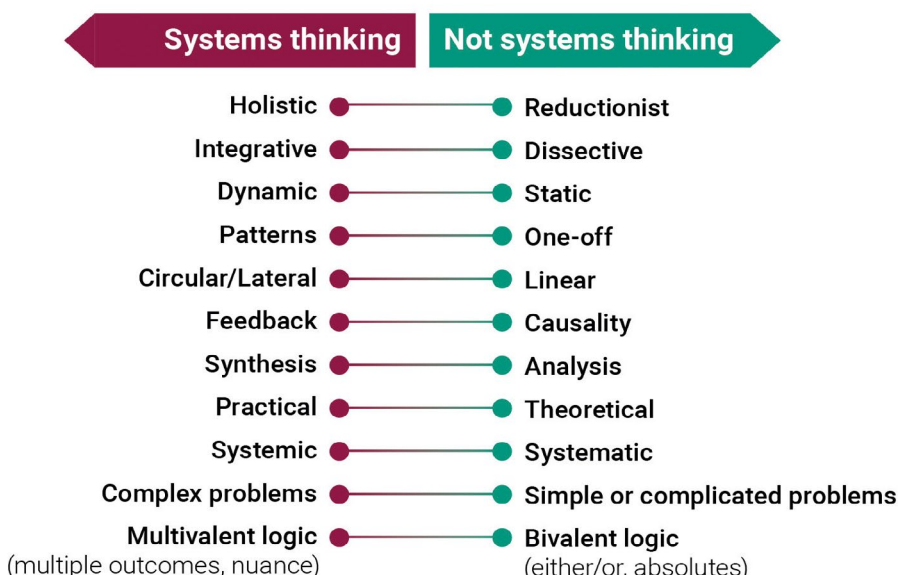 Systems thinking Not systems thinking
Holistic Reductionist
Integrative Dissective
Dynamic Static
Patterns One-off
Circular/Lateral Linear
Feedback Causality
Synthesis Analysis
Practical Theoretical
Systemic Systematic
Complex problems Simple or complicated problems
Multivalent logic Bivalent logic
(multiple outcomes, nuance) (either/or, absolutes)